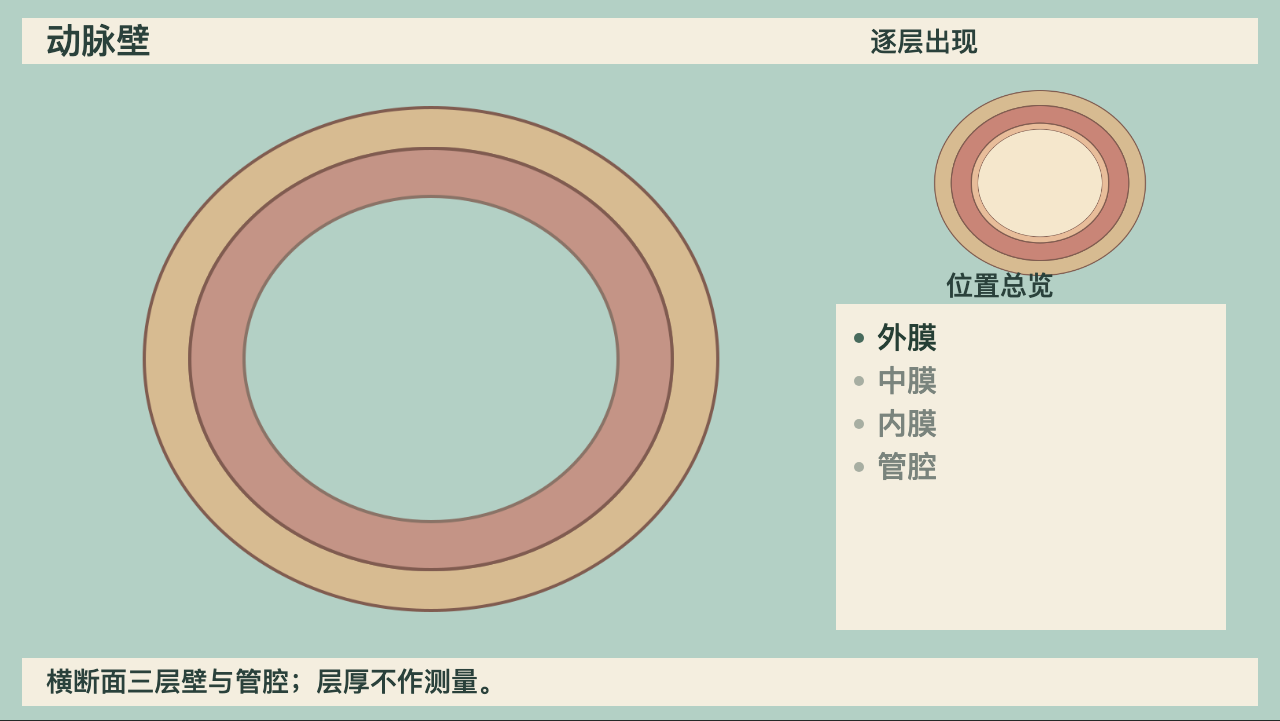 动脉壁
逐层出现
位置总览
外膜
中膜
内膜
管腔
横断面三层壁与管腔；层厚不作测量。